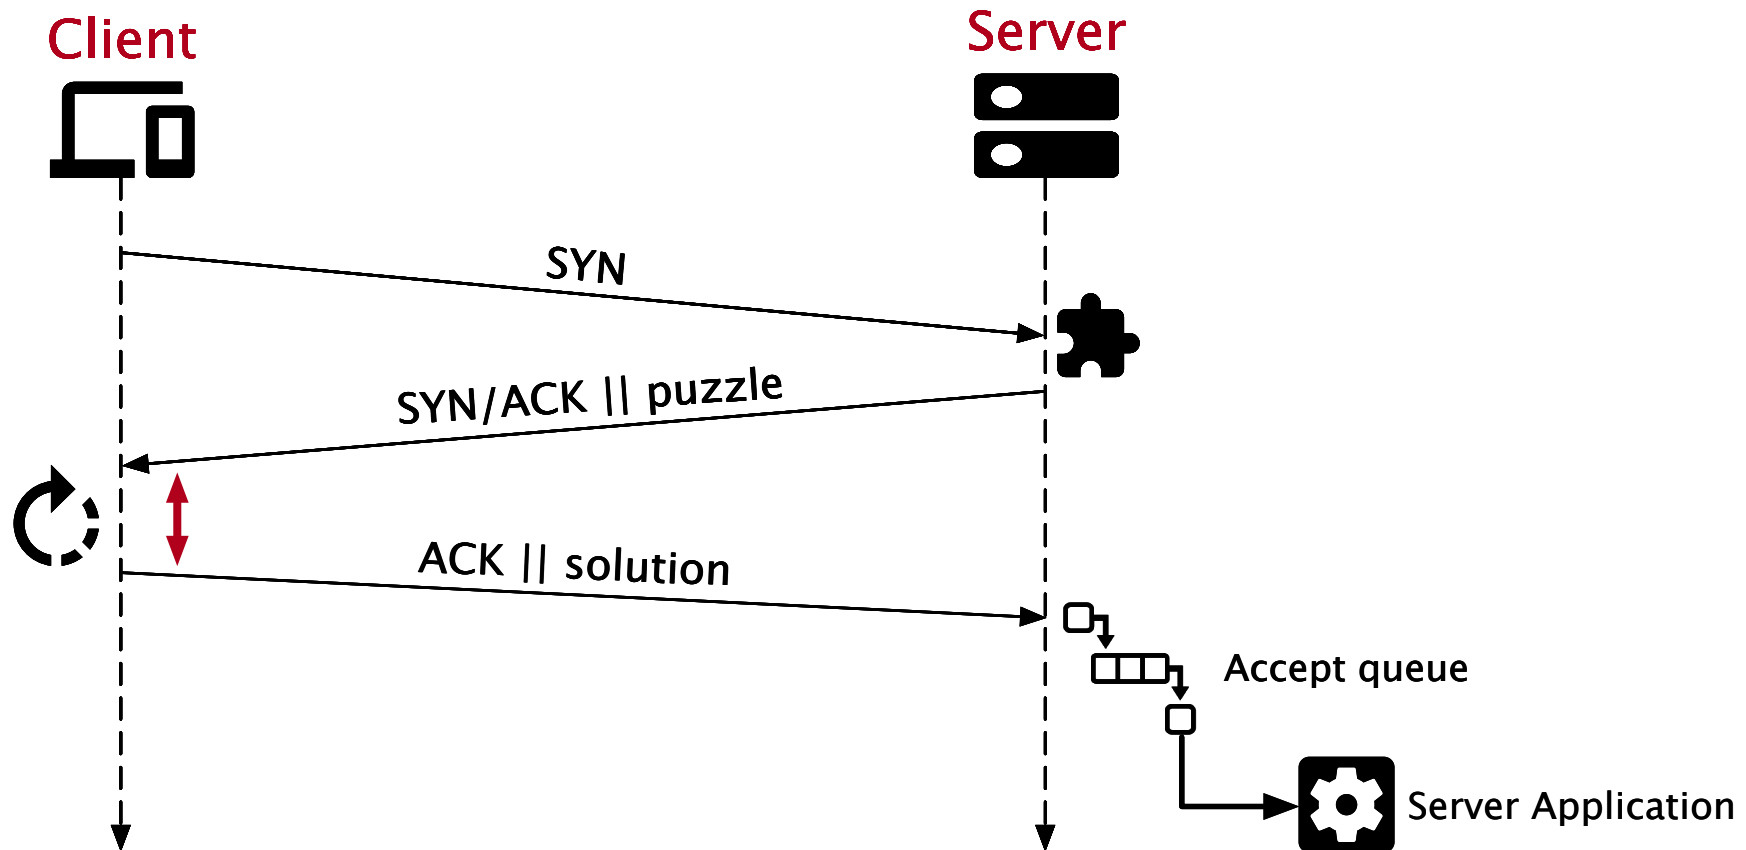 Client
Server
SYN
SYN/ACK || puzzle
ACK || solution
Accept queue
Server Application